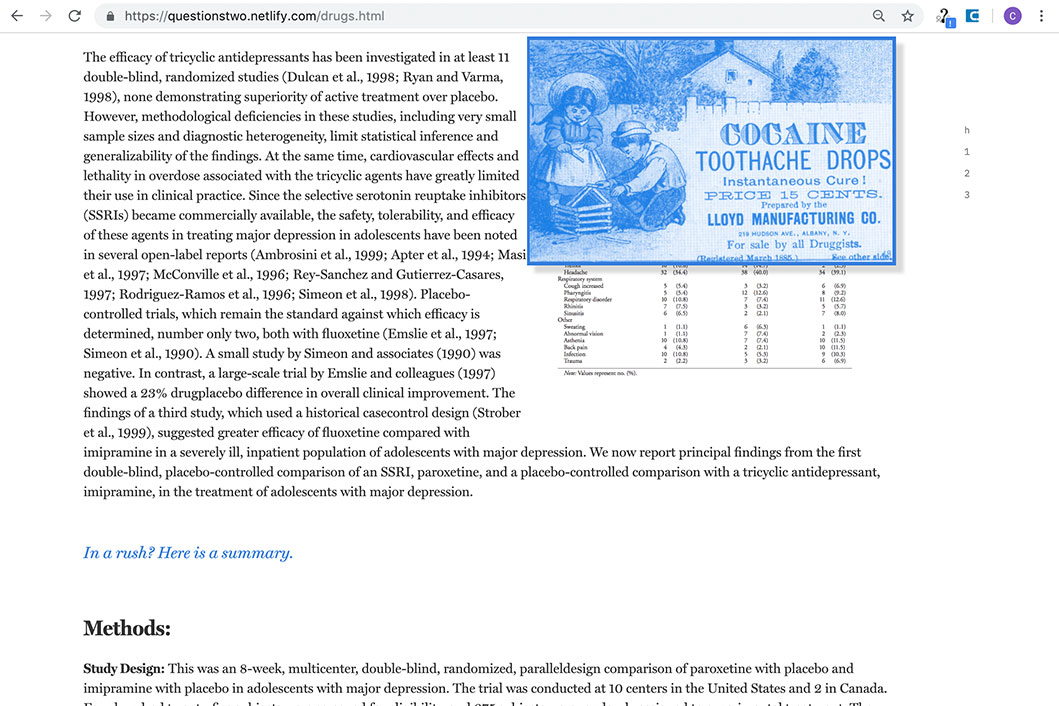 https://questionstwo.netlify.com/drugs.html
The efficacy of tricyclic antidepressants has been investigated in at least 11
double-blind, randomized studies (Dulcan et al., 1998; Ryan and Varma,
1998), none demonstrating superiority of active treatment over placebo.
However, methodological deficiencies in these studies, including very small
sample sizes and diagnostic heterogeneity, limit statistical inference and
generalizability of the findings. At the same time, cardiovascular effects and
lethality in overdose associated with the tricyclic agents have greatly limited
their use in clinical practice. Since the selective serotonin reuptake inhibitors
(SSRIs) became commercially available, the safety, tolerability, and efficacy
of these agents in treating major depression in adolescents have been noted
in several open-label reports (Ambrosini et al., 1999; Apter et al., 1994; Masi
et al., 1997; McConville et al., 1996; Rey-Sanchez and Gutierrez-Casares,
1997; Rodriguez-Ramos et al., 1996; Simeon et al., 1998). Placebo-
controlled trials, which remain the standard against which efficacy is
determined, number only two, both with fluoxetine (Emslie et al., 1997;
Simeon et al., 1990). A small study by Simeon and associates (1990) was
negative. In contrast, a large-scale trial by Emslie and colleagues (1997)
showed a 23% drugplacebo difference in overall clinical improvement. The
findings of a third study, which used a historical casecontrol design (Strober
et al., 1999), suggested greater efficacy of fluoxetine compared with
imipramine in a severely ill, inpatient population of adolescents with major depression. We now report principal findings from the first
double-blind, placebo-controlled comparison of an SSRI, paroxetine, and a placebo-controlled comparison with a tricyclic antidepressant,
imipramine, in the treatment of adolescents with major depression.
COCAINE
TOOTHACHE DROPS
Instantaneous Cure!
PRICE 15 CENTS.
Prepared by the
LLOYD MANUFACTURING CO.
219 HUDSON AVE., ALBANY, N. Y.
For sale by all Druggists.
(Registered March 1885.) See other side.
Headache 32 (34.4) 38 (40.0) 34 (39.1)
Respiratory system
Cough increased 5 (5.4) 3 (3.2) 6 (6.9)
Pharyngitis 5 (5.4) 12 (12.6) 8 (9.2)
Respiratory disorder 10 (10.8) 7 (7.4) 11 (12.6)
Rhinitis 7 (7.5) 3 (3.2) 5 (5.7)
Sinusitis 6 (6.5) 2 (2.1) 7 (8.0)
Other
Sweating 1 (1.1) 6 (6.3) 1 (1.1)
Abnormal vision 1 (1.1) 7 (7.4) 2 (2.3)
Asthenia 10 (10.8) 7 (7.4) 10 (11.5)
Back pain 4 (4.3) 2 (2.1) 10 (11.5)
Infection 10 (10.8) 5 (5.3) 9 (10.3)
Trauma 2 (2.2) 3 (3.2) 6 (6.9)
Note: Values represent no. (%).
h
1
2
3
In a rush? Here is a summary.
Methods:
Study Design: This was an 8-week, multicenter, double-blind, randomized, paralleldesign comparison of paroxetine with placebo and
imipramine with placebo in adolescents with major depression. The trial was conducted at 10 centers in the United States and 2 in Canada.